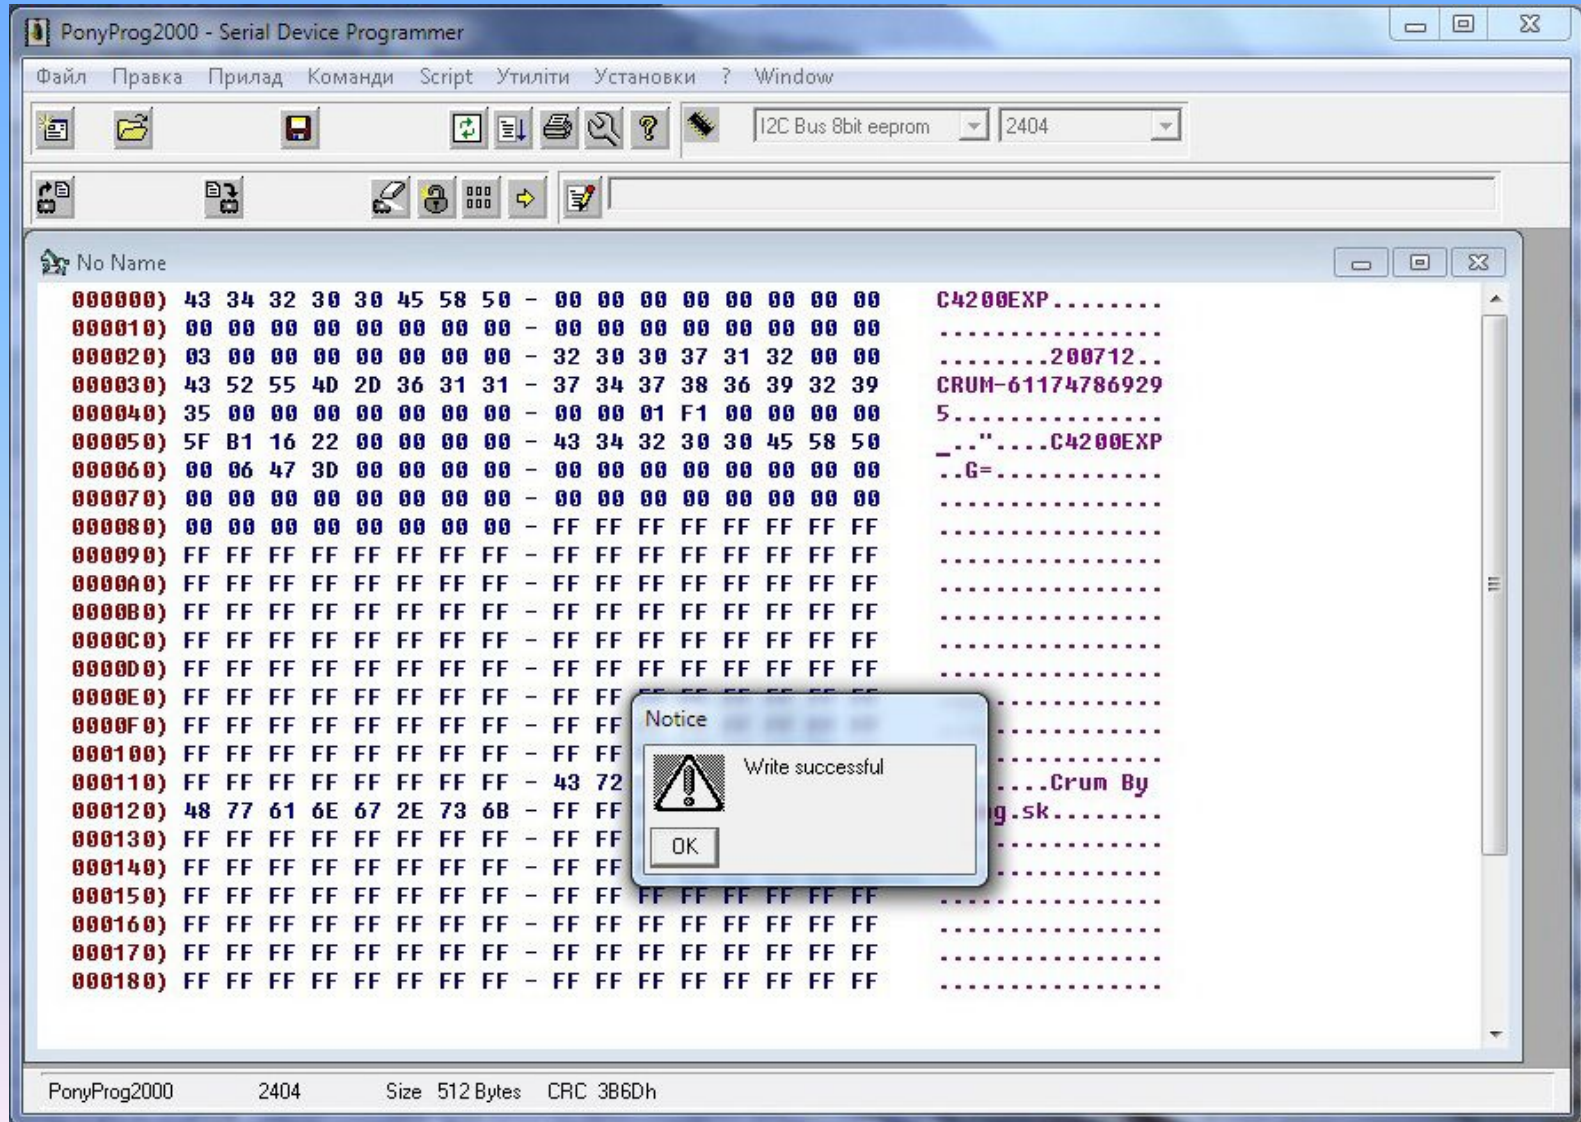 PonyProg2000 - Serial Device Programmer
Файл Правка Прилад Команди Script Утиліти Установки ? Window
I2C Bus 8bit eeprom 2404
No Name
000000) 43 34 32 30 30 45 58 50 - 00 00 00 00 00 00 00 00 C4200EXP........
000010) 00 00 00 00 00 00 00 00 - 00 00 00 00 00 00 00 00 ................
000020) 03 00 00 00 00 00 00 00 - 32 30 30 37 31 32 00 00 ........200712..
000030) 43 52 55 4D 2D 36 31 31 - 37 34 37 38 36 39 32 39 CRUM-61174786929
000040) 35 00 00 00 00 00 00 00 - 00 00 01 F1 00 00 00 00 5...............
000050) 5F B1 16 22 00 00 00 00 - 43 34 32 30 30 45 58 50 _.."....C4200EXP
000060) 00 06 47 3D 00 00 00 00 - 00 00 00 00 00 00 00 00 ..G=............
000070) 00 00 00 00 00 00 00 00 - 00 00 00 00 00 00 00 00 ................
000080) 00 00 00 00 00 00 00 00 - FF FF FF FF FF FF FF FF ................
000090) FF FF FF FF FF FF FF FF - FF FF FF FF FF FF FF FF ................
0000A0) FF FF FF FF FF FF FF FF - FF FF FF FF FF FF FF FF ................
0000B0) FF FF FF FF FF FF FF FF - FF FF FF FF FF FF FF FF ................
0000C0) FF FF FF FF FF FF FF FF - FF FF FF FF FF FF FF FF ................
0000D0) FF FF FF FF FF FF FF FF - FF FF FF FF FF FF FF FF ................
0000E0) FF FF FF FF FF FF FF FF - FF FF ............
0000F0) FF FF FF FF FF FF FF FF - FF FF ............
000100) FF FF FF FF FF FF FF FF - FF FF ............
000110) FF FF FF FF FF FF FF FF - 43 72 ....Crum By
000120) 48 77 61 6E 67 2E 73 6B - FF FF g.sk........
000130) FF FF FF FF FF FF FF FF - FF FF ............
000140) FF FF FF FF FF FF FF FF - FF FF ............
000150) FF FF FF FF FF FF FF FF - FF FF FF FF FF FF FF FF ................
000160) FF FF FF FF FF FF FF FF - FF FF FF FF FF FF FF FF ................
000170) FF FF FF FF FF FF FF FF - FF FF FF FF FF FF FF FF ................
000180) FF FF FF FF FF FF FF FF - FF FF FF FF FF FF FF FF ................
Notice
Write successful
OK
PonyProg2000 2404 Size 512 Bytes CRC 3B6Dh